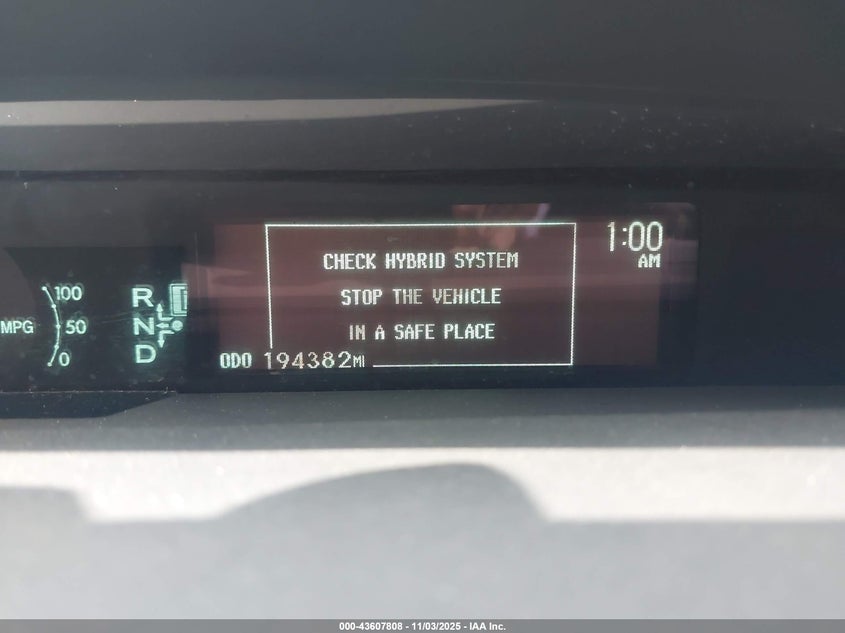 1:00
AM
CHECK HYBRID SYSTEM
STOP THE VEHICLE
IN A SAFE PLACE
ODO 194382MI
100
MPG 50
0
R
N
D
000-43607808 - 11/03/2025 - IAA Inc.